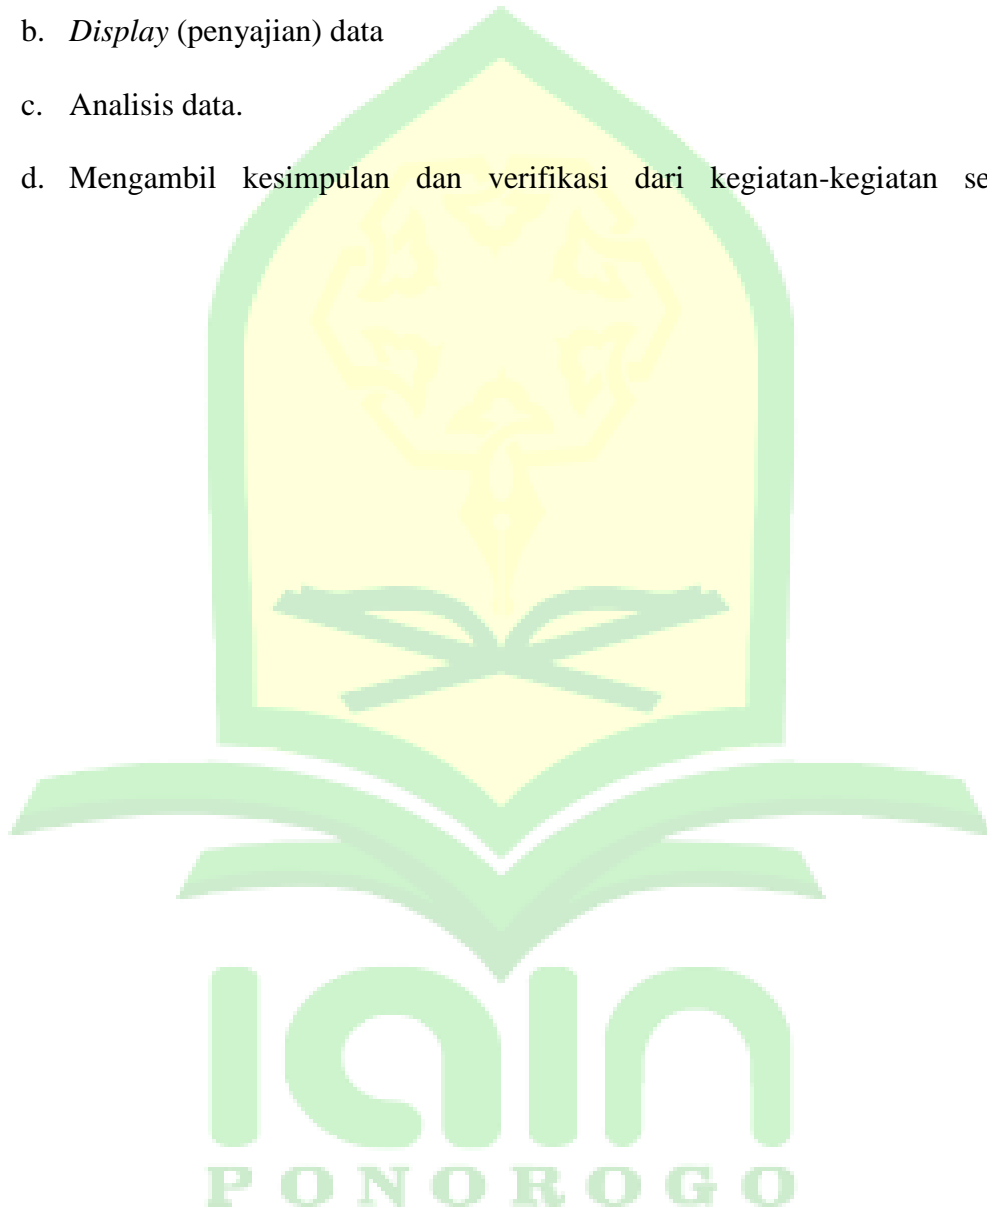 b. Display (penyajian) data
c. Analisis data.
d. Mengambil kesimpulan dan verifikasi dari kegiatan-kegiatan
iain
PONOROGO